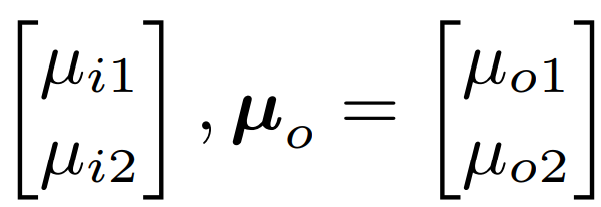 [μi1 μi2], μo = [μo1 μo2]